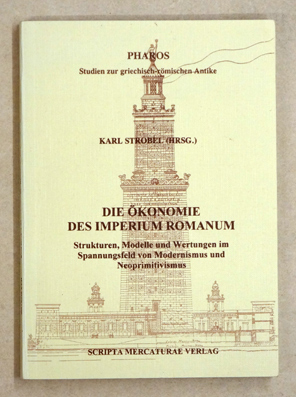 PHAROS
Studien zur griechisch-römischen Antike
KARL STROBEL (HRSG.)
DIE ÖKONOMIE
DES IMPERIUM ROMANUM
Strukturen, Modelle und Wertungen im
Spannungsfeld von Modernismus und
Neoprimitivismus
SCRIPTA MERCATURAE VERLAG